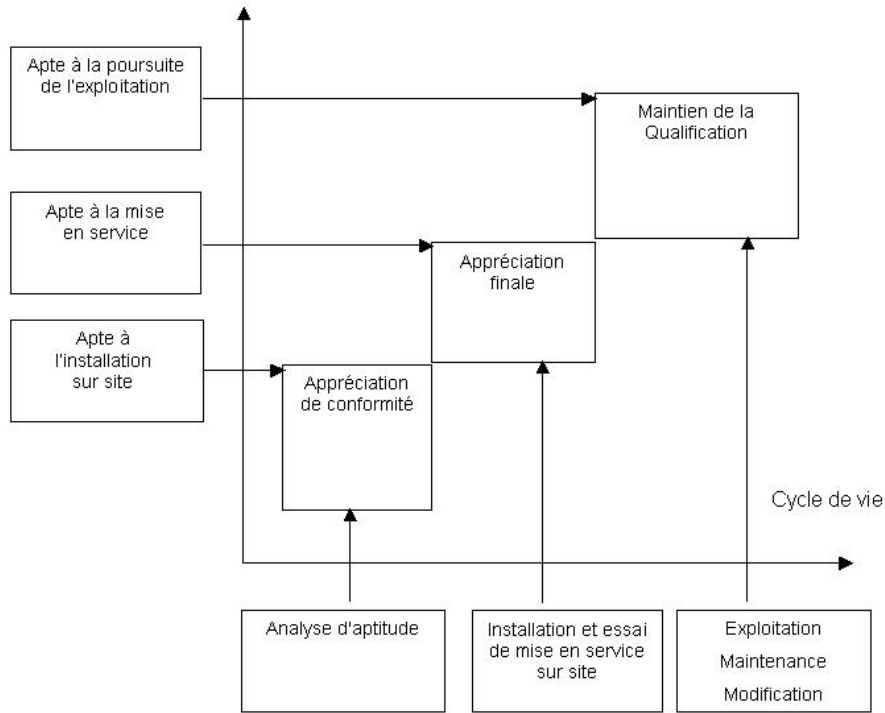 Apte à la poursuite
de l'exploitation
Maintien de la
Qualification
Apte à la mise
en service
Appréciation
finale
Apte à
l'installation
sur site
Appréciation
de conformité
Cycle de vie
Analyse d'aptitude
Installation et essai
de mise en service
sur site
Exploitation
Maintenance
Modification